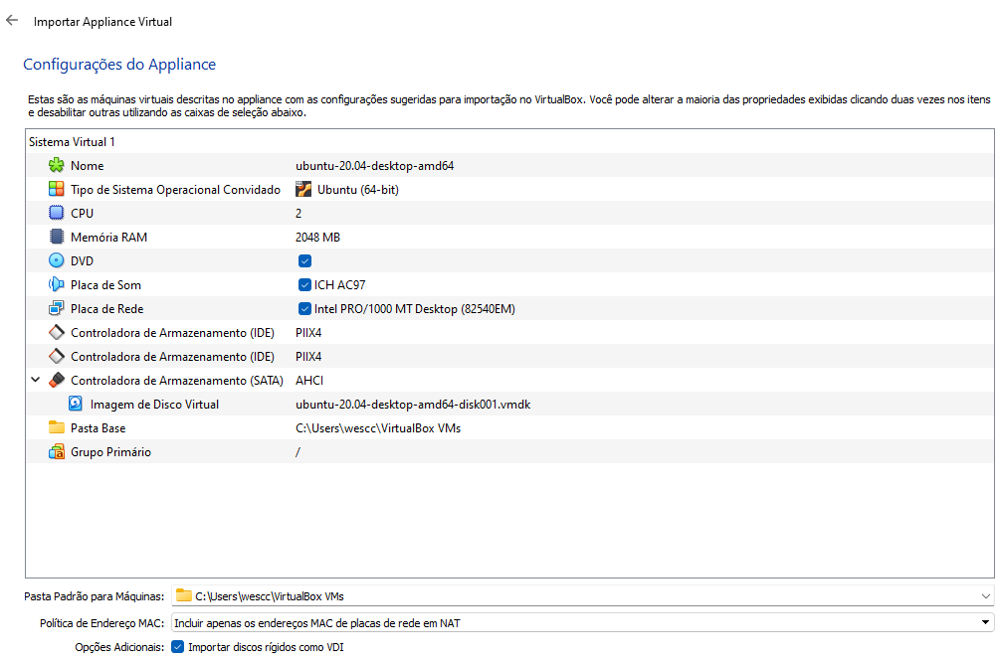 Importar Appliance Virtual
Configurações do Appliance
Estas são as máquinas virtuais descritas no appliance com as configurações sugeridas para importação no VirtualBox. Você pode alterar a maioria das propriedades exibidas clicando duas vezes nos itens
e desabilitar outras utilizando as caixas de seleção abaixo.
Sistema Virtual 1
Nome ubuntu-20.04-desktop-amd64
Tipo de Sistema Operacional Convidado Ubuntu (64-bit)
CPU 2
Memória RAM 2048 MB
DVD
Placa de Som ICH AC97
Placa de Rede Intel PRO/1000 MT Desktop (82540EM)
Controladora de Armazenamento (IDE) PIIX4
Controladora de Armazenamento (IDE) PIIX4
Controladora de Armazenamento (SATA) AHCI
Imagem de Disco Virtual ubuntu-20.04-desktop-amd64-disk001.vmdk
Pasta Base C:\Users\wescc\VirtualBox VMs
Grupo Primário /
Pasta Padrão para Máquinas: C:\Users\wescc\VirtualBox VMs
Política de Endereço MAC: Incluir apenas os endereços MAC de placas de rede em NAT
Opções Adicionais: Importar discos rígidos como VDI